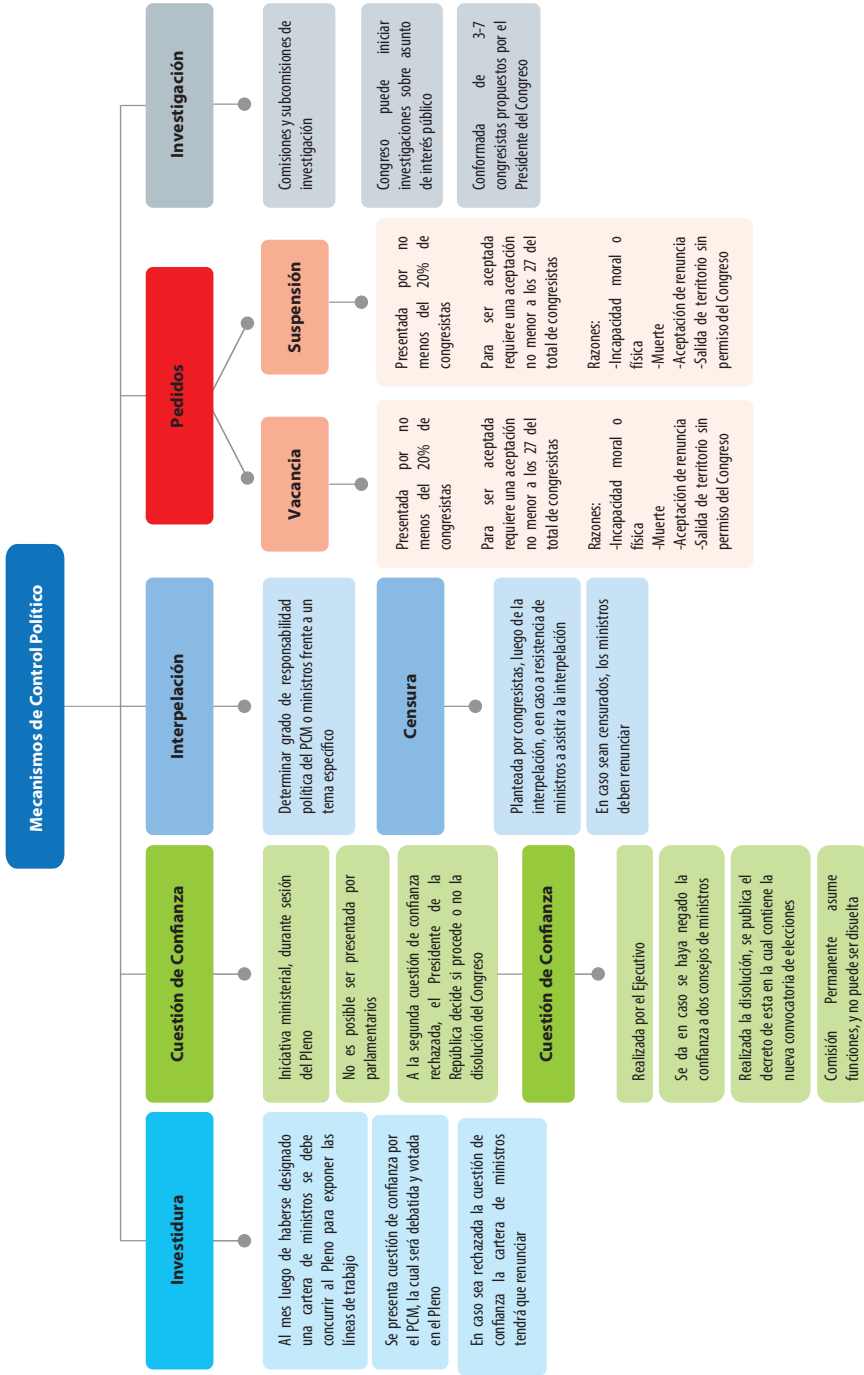 Mecanismos de Control Político
Investidura
Al mes luego de haberse designado
una cartera de ministros se debe
concurrir al Pleno para exponer las
líneas de trabajo
Se presenta cuestión de confianza por
el PCM, la cual será debatida y votada
en el Pleno
En caso sea rechazada la cuestión de
confianza la cartera de ministros
tendrá que renunciar
Cuestión de Confianza
Iniciativa ministerial, durante sesión
del Pleno
No es posible ser presentada por
parlamentarios
A la segunda cuestión de confianza
rechazada, el Presidente de la
República decide si procede o no la
disolución del Congreso
Cuestión de Confianza
Realizada por el Ejecutivo
Se da en caso se haya negado la
confianza a dos consejos de ministros
Realizada la disolución, se publica el
decreto de esta en la cual contiene la
nueva convocatoria de elecciones
Comisión Permanente asume
funciones, y no puede ser disuelta
Interpelación
Determinar grado de responsabilidad
política del PCM o ministros frente a un
tema específico
Censura
Planteada por congresistas, luego de la
interpelación, o en caso a resistencia de
ministros a asistir a la interpelación
En caso sean censurados, los ministros
deben renunciar
Pedidos
Vacancia
Presentada por no
menos del 20% de
congresistas
Para ser aceptada
requiere una aceptación
no menor a los 27 del
total de congresistas
Razones:
-Incapacidad moral o
física
-Muerte
-Aceptación de renuncia
-Salida de territorio sin
permiso del Congreso
Suspensión
Presentada por no
menos del 20% de
congresistas
Para ser aceptada
requiere una aceptación
no menor a los 27 del
total de congresistas
Razones:
-Incapacidad moral o
física
-Muerte
-Aceptación de renuncia
-Salida de territorio sin
permiso del Congreso
Investigación
Comisiones y subcomisiones de
investigación
Congreso puede iniciar
investigaciones sobre asunto
de interés público
Conformada de 3-7
congresistas propuestos por el
Presidente del Congreso